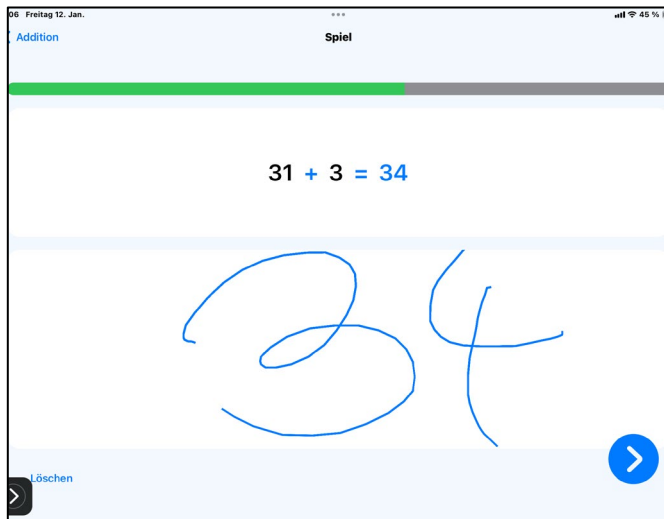 06 Freitag 12. Jan. 45 %
Addition Spiel
31 + 3 = 34
34
Löschen